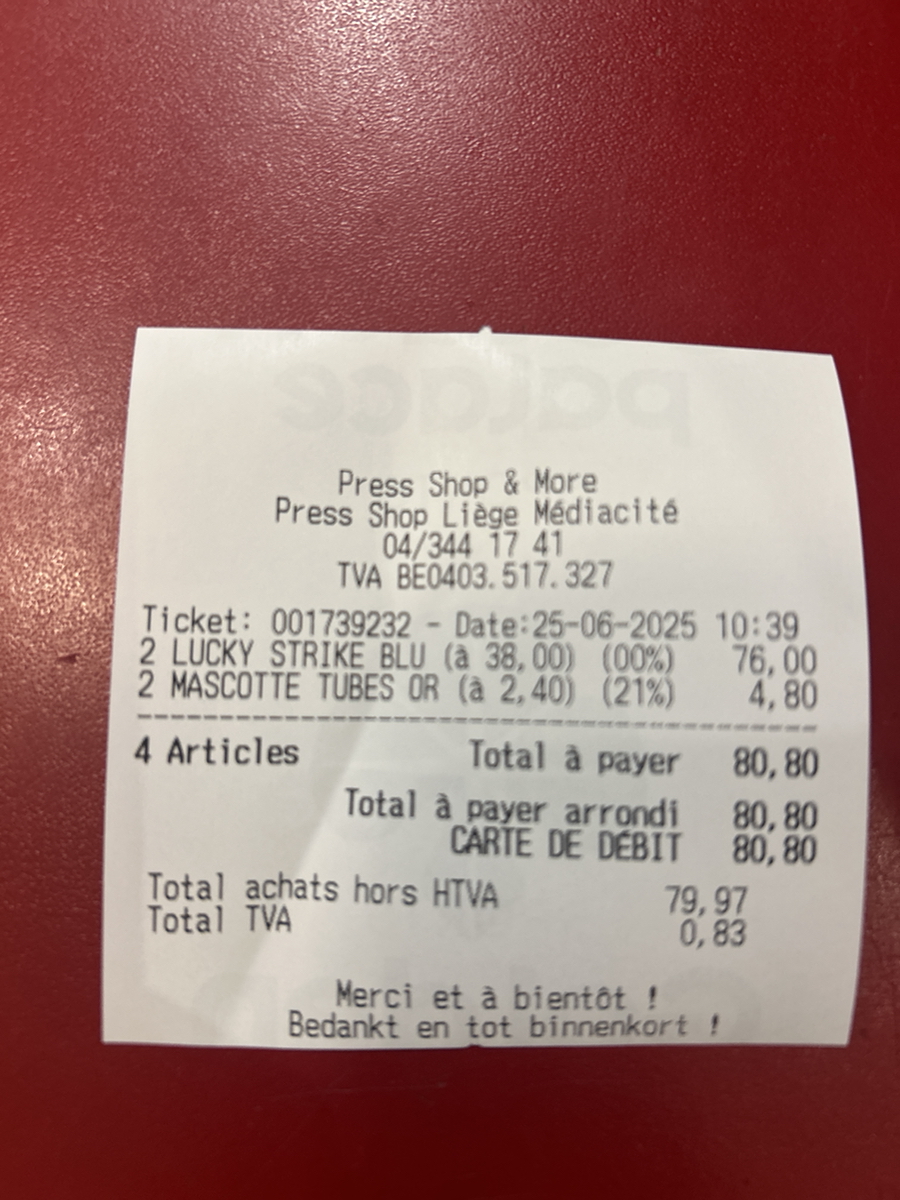 palace
Press Shop & More
Press Shop Liège Médiacité
04/344 17 41
TVA BE0403.517.327
Ticket: 001739232 - Date:25-06-2025 10:39
2 LUCKY STRIKE BLU (à 38,00) (00%) 76,00
2 MASCOTTE TUBES OR (à 2,40) (21%) 4,80
4 Articles Total à payer 80,80
Total à payer arrondi 80,80
CARTE DE DÉBIT 80,80
Total achats hors HTVA 79,97
Total TVA 0,83
Merci et à bientôt !
Bedankt en tot binnenkort !